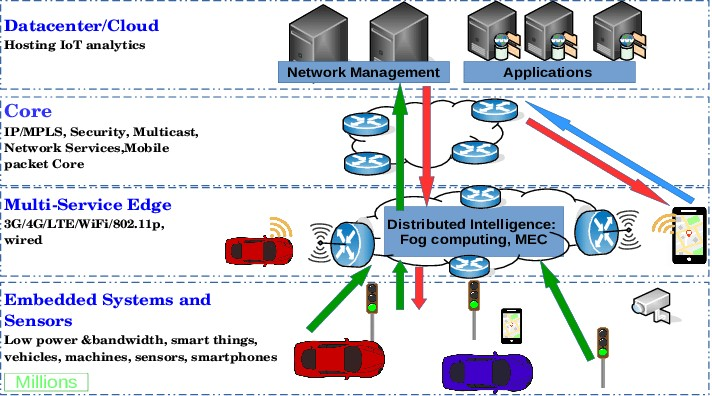 Datacenter/Cloud
Hosting IoT analytics
Network Management
Applications
Core
IP/MPLS, Security, Multicast,
Network Services,Mobile
packet Core
Multi-Service Edge
3G/4G/LTE/WiFi/802.11p,
wired
Distributed Intelligence:
Fog computing, MEC
Embedded Systems and
Sensors
Low power &bandwidth, smart things,
vehicles, machines, sensors, smartphones
Millions